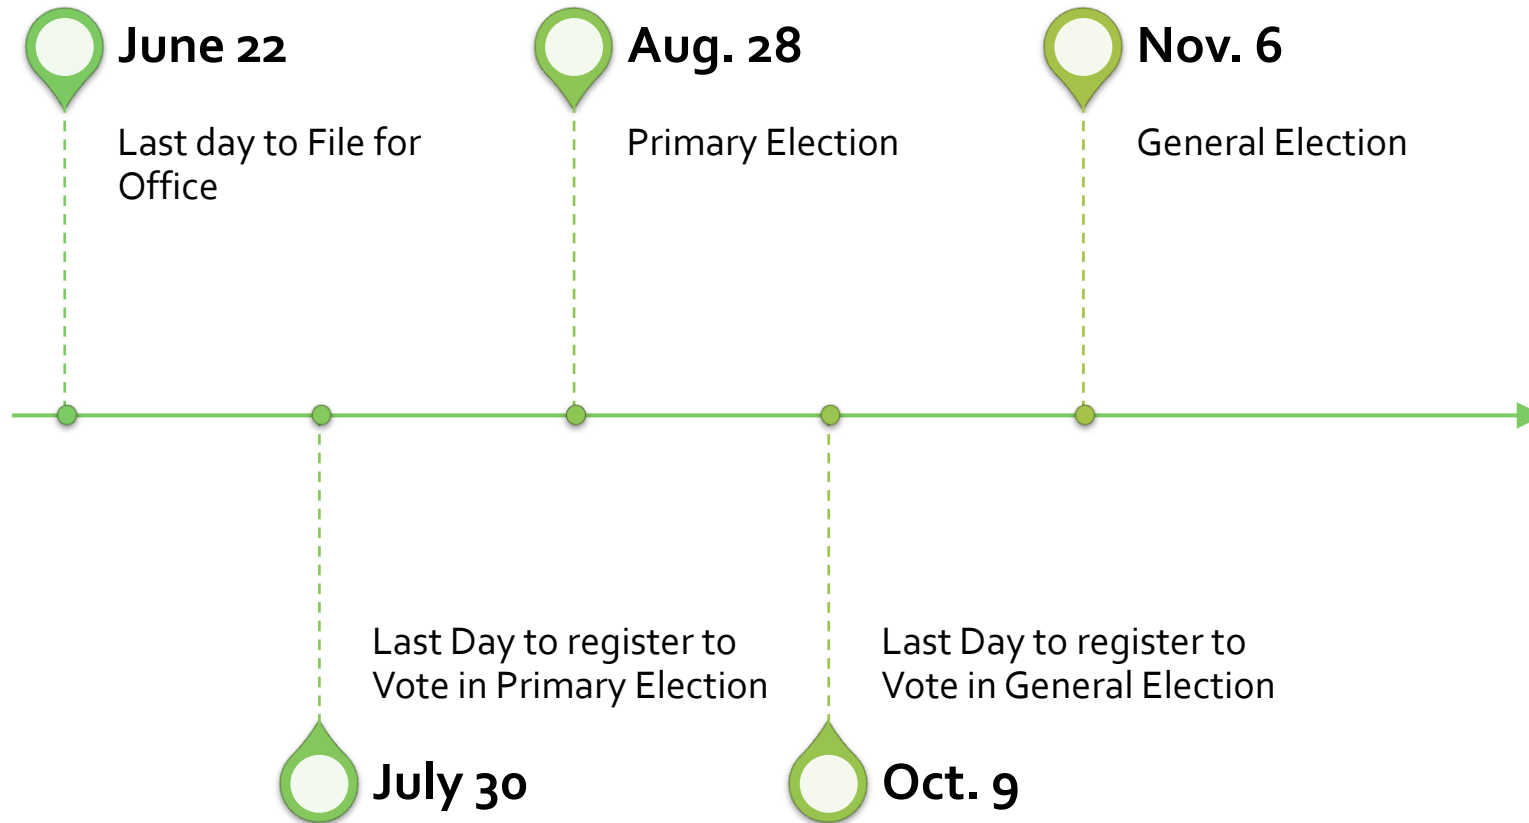 June 22
Last day to File for
Office
Aug. 28
Primary Election
Nov. 6
General Election
Last Day to register to
Vote in Primary Election
July 30
Last Day to register to
Vote in General Election
Oct. 9